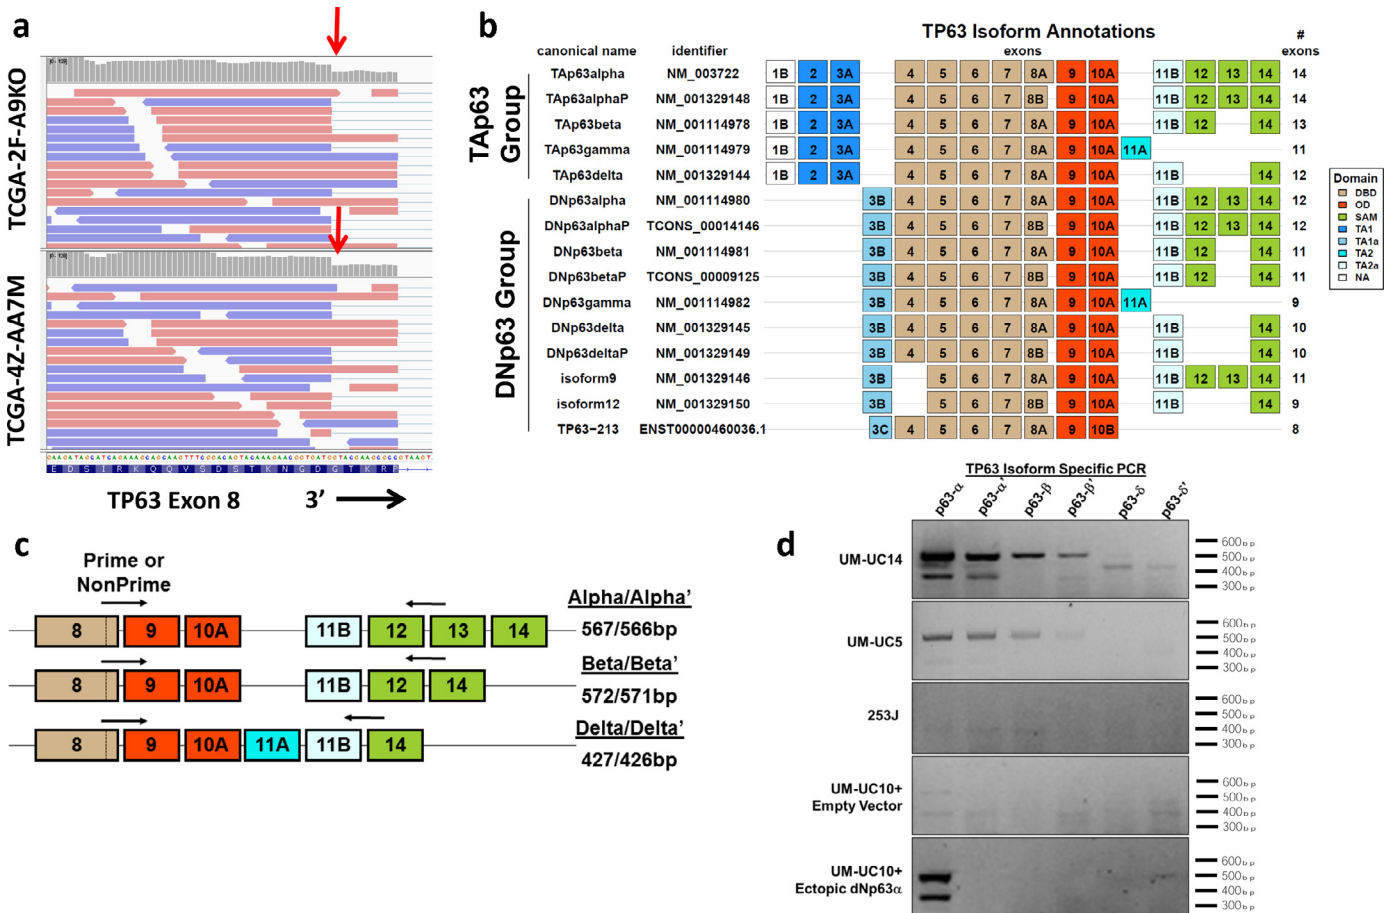 a
TCGA-2F-A9KO
TCGA-4Z-AA7M
E D S I R K Q Q V S D S T K N G D G T K R P
TP63 Exon 8 3'
b
TP63 Isoform Annotations
canonical name identifier exons # exons
TAp63 Group
TAp63alpha NM_003722 1B 2 3A 4 5 6 7 8A 9 10A 11B 12 13 14 14
TAp63alphaP NM_001329148 1B 2 3A 4 5 6 7 8B 9 10A 11B 12 13 14 14
TAp63beta NM_001114978 1B 2 3A 4 5 6 7 8A 9 10A 11B 12 14 13
TAp63gamma NM_001114979 1B 2 3A 4 5 6 7 8A 9 10A 11A 11
TAp63delta NM_001329144 1B 2 3A 4 5 6 7 8A 9 10A 11B 14 12
DNp63 Group
DNp63alpha NM_001114980 3B 4 5 6 7 8A 9 10A 11B 12 13 14 12
DNp63alphaP TCONS_00014146 3B 4 5 6 7 8B 9 10A 11B 12 13 14 12
DNp63beta NM_001114981 3B 4 5 6 7 8A 9 10A 11B 12 14 11
DNp63betaP TCONS_00009125 3B 4 5 6 7 8B 9 10A 11B 12 14 11
DNp63gamma NM_001114982 3B 4 5 6 7 8A 9 10A 11A 9
DNp63delta NM_001329145 3B 4 5 6 7 8A 9 10A 11B 14 10
DNp63deltaP NM_001329149 3B 4 5 6 7 8B 9 10A 11B 14 10
isoform9 NM_001329146 3B 5 6 7 8A 9 10A 11B 12 13 14 11
isoform12 NM_001329150 3B 5 6 7 8B 9 10A 11B 14 9
TP63−213 ENST00000460036.1 3C 4 5 6 7 8A 9 10B 8
Domain
DBD
OD
SAM
TA1
TA1a
TA2
TA2a
NA
c
Prime or
NonPrime
8 9 10A 11B 12 13 14
Alpha/Alpha'
567/566bp
8 9 10A 11B 12 14
Beta/Beta'
572/571bp
8 9 10A 11A 11B 14
Delta/Delta'
427/426bp
d
TP63 Isoform Specific PCR
p63-α p63-α' p63-β p63-β' p63-δ p63-δ'
UM-UC14
600bp
500bp
400bp
300bp
UM-UC5
600bp
500bp
400bp
300bp
253J
600bp
500bp
400bp
300bp
UM-UC10+
Empty Vector
600bp
500bp
400bp
300bp
UM-UC10+
Ectopic dNp63α
600bp
500bp
400bp
300bp